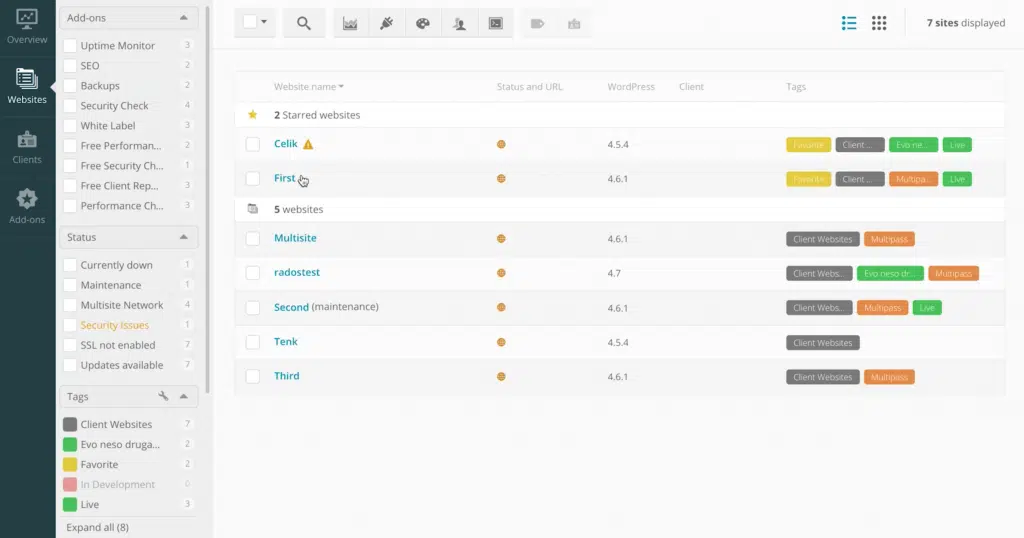 Overview
Websites
Clients
Add-ons
Add-ons
Uptime Monitor 3
SEO 2
Backups 2
Security Check 4
White Label 3
Free Performan... 2
Free Security Ch... 1
Free Client Rep... 3
Performance Ch... 3
Status
Currently down 1
Maintenance 1
Multisite Network 4
Security Issues 1
SSL not enabled 7
Updates available 7
Tags
Client Websites 7
Evo neso druga... 2
Favorite 2
In Development 0
Live 3
Expand all (8)
7 sites displayed
Website name Status and URL WordPress Client Tags
2 Starred websites
Celik 4.5.4 Favorite Client ... Evo ne... Live
First 4.6.1 Favorite Client ... Multipa... Live
5 websites
Multisite 4.6.1 Client Websites Multipass
radostest 4.7 Client Webs... Evo neso dr... Multipass
Second (maintenance) 4.6.1 Client Webs... Multipass Live
Tenk 4.5.4 Client Websites
Third 4.6.1 Client Websites Multipass